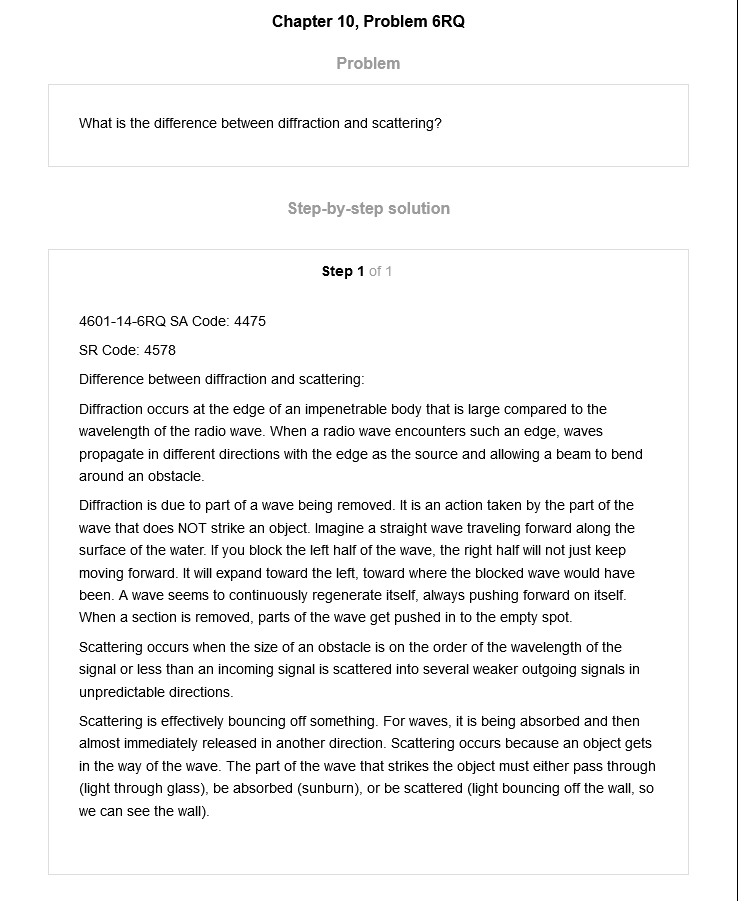 Chapter 10, Problem 6RQ
Problem
What is the difference between diffraction and scattering?
Step-by-step solution
Step 1 of 1
4601-14-6RQ SA Code: 4475
SR Code: 4578
Difference between diffraction and scattering:
Diffraction occurs at the edge of an impenetrable body that is large compared to the
wavelength of the radio wave. When a radio wave encounters such an edge, waves
propagate in different directions with the edge as the source and allowing a beam to bend
around an obstacle.
Diffraction is due to part of a wave being removed. It is an action taken by the part of the
wave that does NOT strike an object. Imagine a straight wave traveling forward along the
surface of the water. If you block the left half of the wave, the right half will not just keep
moving forward. It will expand toward the left, toward where the blocked wave would have
been. A wave seems to continuously regenerate itself, always pushing forward on itself.
When a section is removed, parts of the wave get pushed in to the empty spot.
Scattering occurs when the size of an obstacle is on the order of the wavelength of the
signal or less than an incoming signal is scattered into several weaker outgoing signals in
unpredictable directions.
Scattering is effectively bouncing off something. For waves, it is being absorbed and then
almost immediately released in another direction. Scattering occurs because an object gets
in the way of the wave. The part of the wave that strikes the object must either pass through
(light through glass), be absorbed (sunburn), or be scattered (light bouncing off the wall, so
we can see the wall).